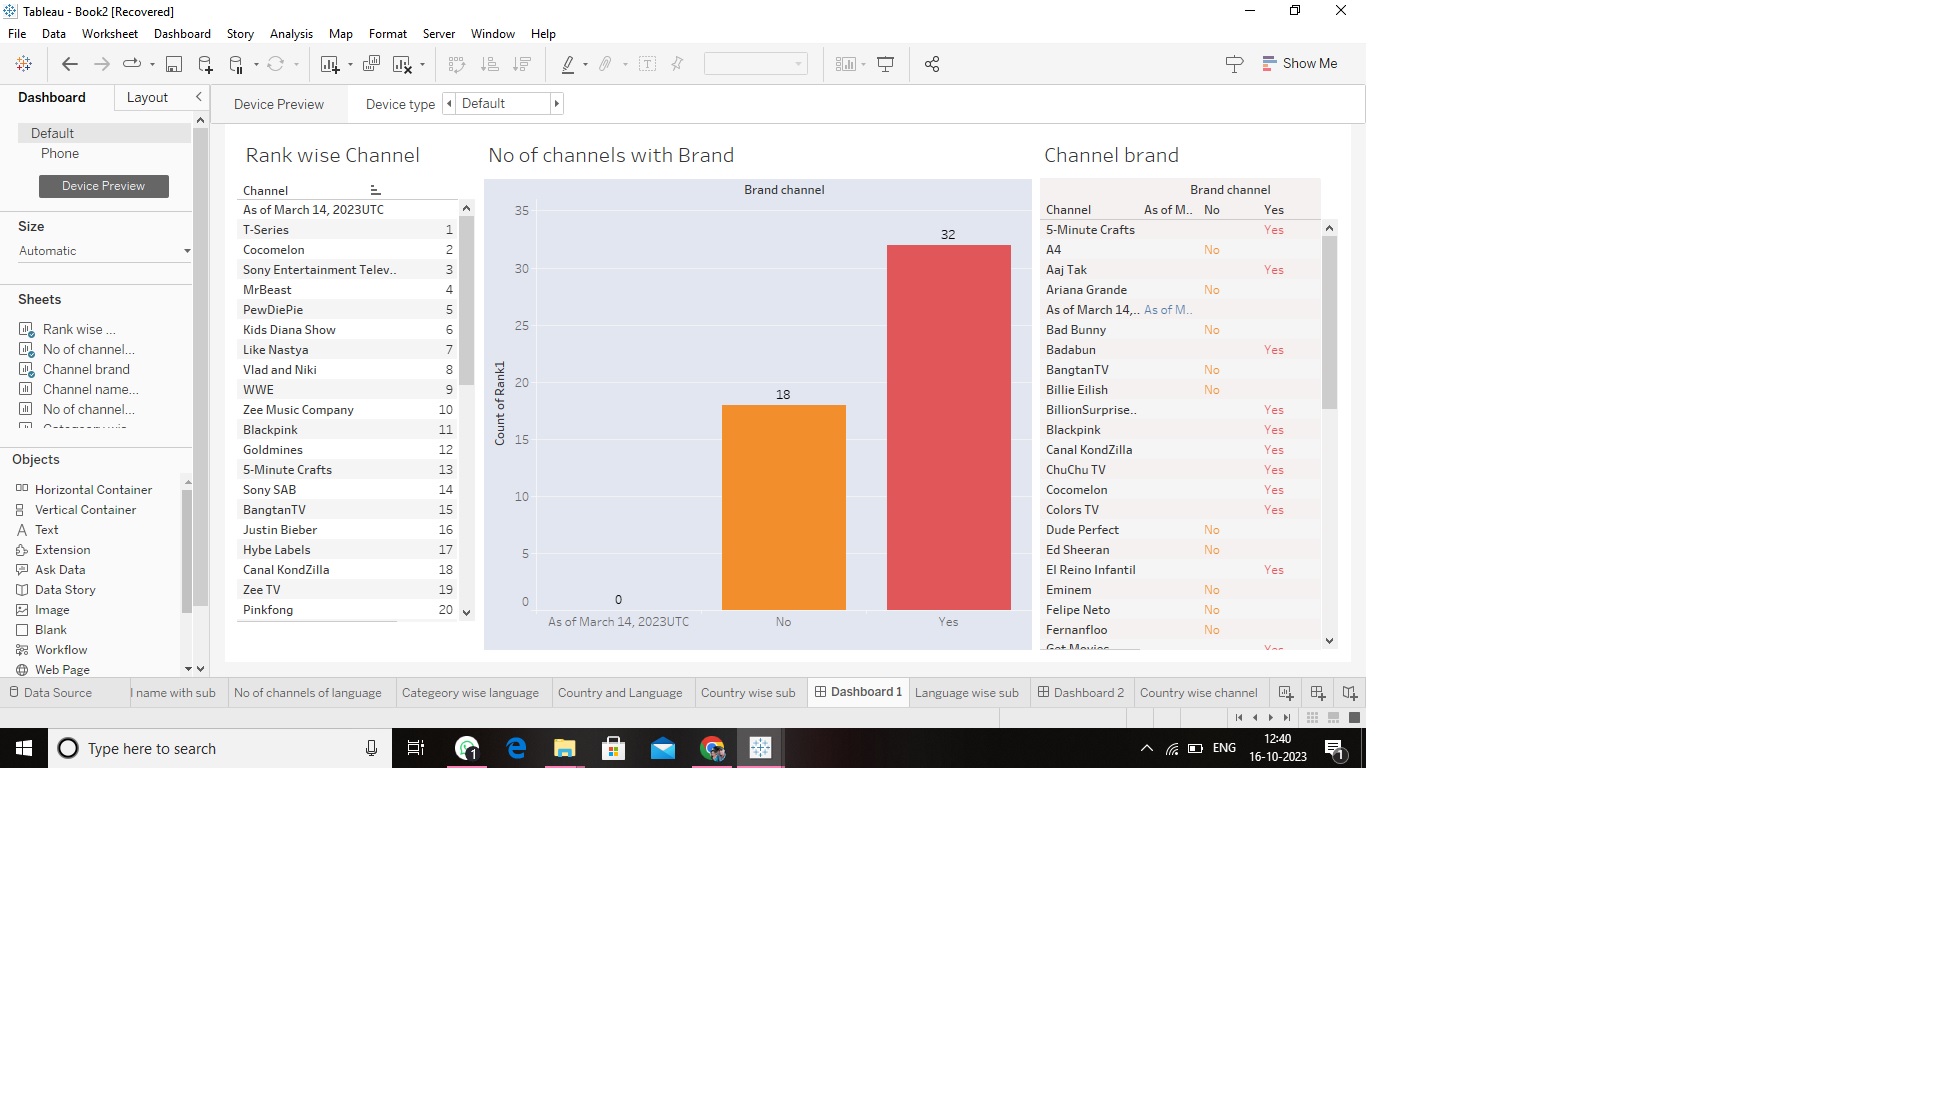 Tableau - Book2 [Recovered]
File Data Worksheet Dashboard Story Analysis Map Format Server Window Help
Show Me
Dashboard Layout
Device Preview Device type Default
Default
Phone
Device Preview
Size
Automatic
Sheets
Rank wise ...
No of channel...
Channel brand
Channel name...
No of channel...
Objects
Horizontal Container
Vertical Container
Text
Extension
Ask Data
Data Story
Image
Blank
Workflow
Web Page
Rank wise Channel
Channel
As of March 14, 2023UTC
T-Series 1
Cocomelon 2
Sony Entertainment Telev.. 3
MrBeast 4
PewDiePie 5
Kids Diana Show 6
Like Nastya 7
Vlad and Niki 8
WWE 9
Zee Music Company 10
Blackpink 11
Goldmines 12
5-Minute Crafts 13
Sony SAB 14
BangtanTV 15
Justin Bieber 16
Hybe Labels 17
Canal KondZilla 18
Zee TV 19
Pinkfong 20
No of channels with Brand
Brand channel
Count of Rank1
35
30
25
20
15
10
5
0
0
18
32
As of March 14, 2023UTC No Yes
Channel brand
Brand channel
Channel As of M.. No Yes
5-Minute Crafts Yes
A4 No
Aaj Tak Yes
Ariana Grande No
As of March 14,.. As of M..
Bad Bunny No
Badabun Yes
BangtanTV No
Billie Eilish No
BillionSurprise.. Yes
Blackpink Yes
Canal KondZilla Yes
ChuChu TV Yes
Cocomelon Yes
Colors TV Yes
Dude Perfect No
Ed Sheeran No
El Reino Infantil Yes
Eminem No
Felipe Neto No
Fernanfloo No
Get Movies Yes
Data Source l name with sub No of channels of language Categeory wise language Country and Language Country wise sub Dashboard 1 Language wise sub Dashboard 2 Country wise channel
Type here to search
1
ENG
12:40
16-10-2023
1